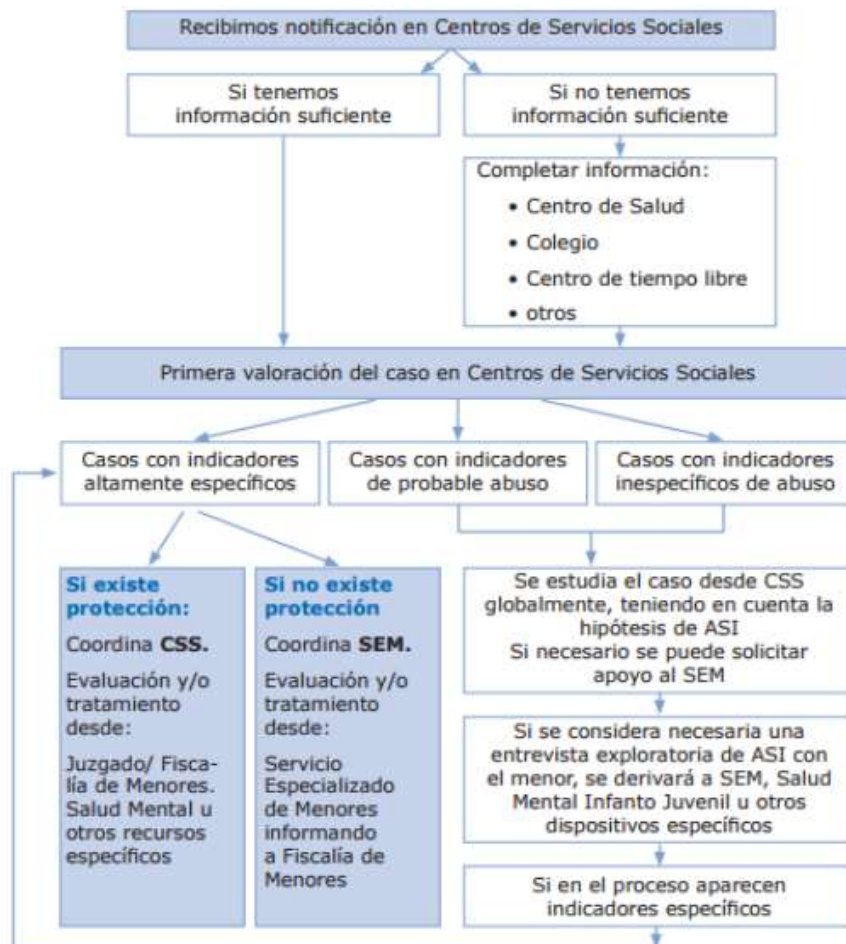 Recibimos notificación en Centros de Servicios Sociales
Si tenemos
información suficiente
Si no tenemos
información suficiente
Completar información:
• Centro de Salud
• Colegio
• Centro de tiempo libre
• otros
Primera valoración del caso en Centros de Servicios Sociales
Casos con indicadores
altamente específicos
Casos con indicadores
de probable abuso
Casos con indicadores
inespecíficos de abuso
Si existe
protección:
Coordina CSS.
Evaluación y/o
tratamiento
desde:
Juzgado/ Fisca-
lía de Menores.
Salud Mental u
otros recursos
específicos
Si no existe
protección
Coordina SEM.
Evaluación y/o
tratamiento
desde:
Servicio
Especializado
de Menores
informando
a Fiscalía de
Menores
Se estudia el caso desde CSS
globalmente, teniendo en cuenta la
hipótesis de ASI
Si necesario se puede solicitar
apoyo al SEM
Si se considera necesaria una
entrevista exploratoria de ASI con
el menor, se derivará a SEM, Salud
Mental Infanto Juvenil u otros
dispositivos específicos
Si en el proceso aparecen
indicadores específicos